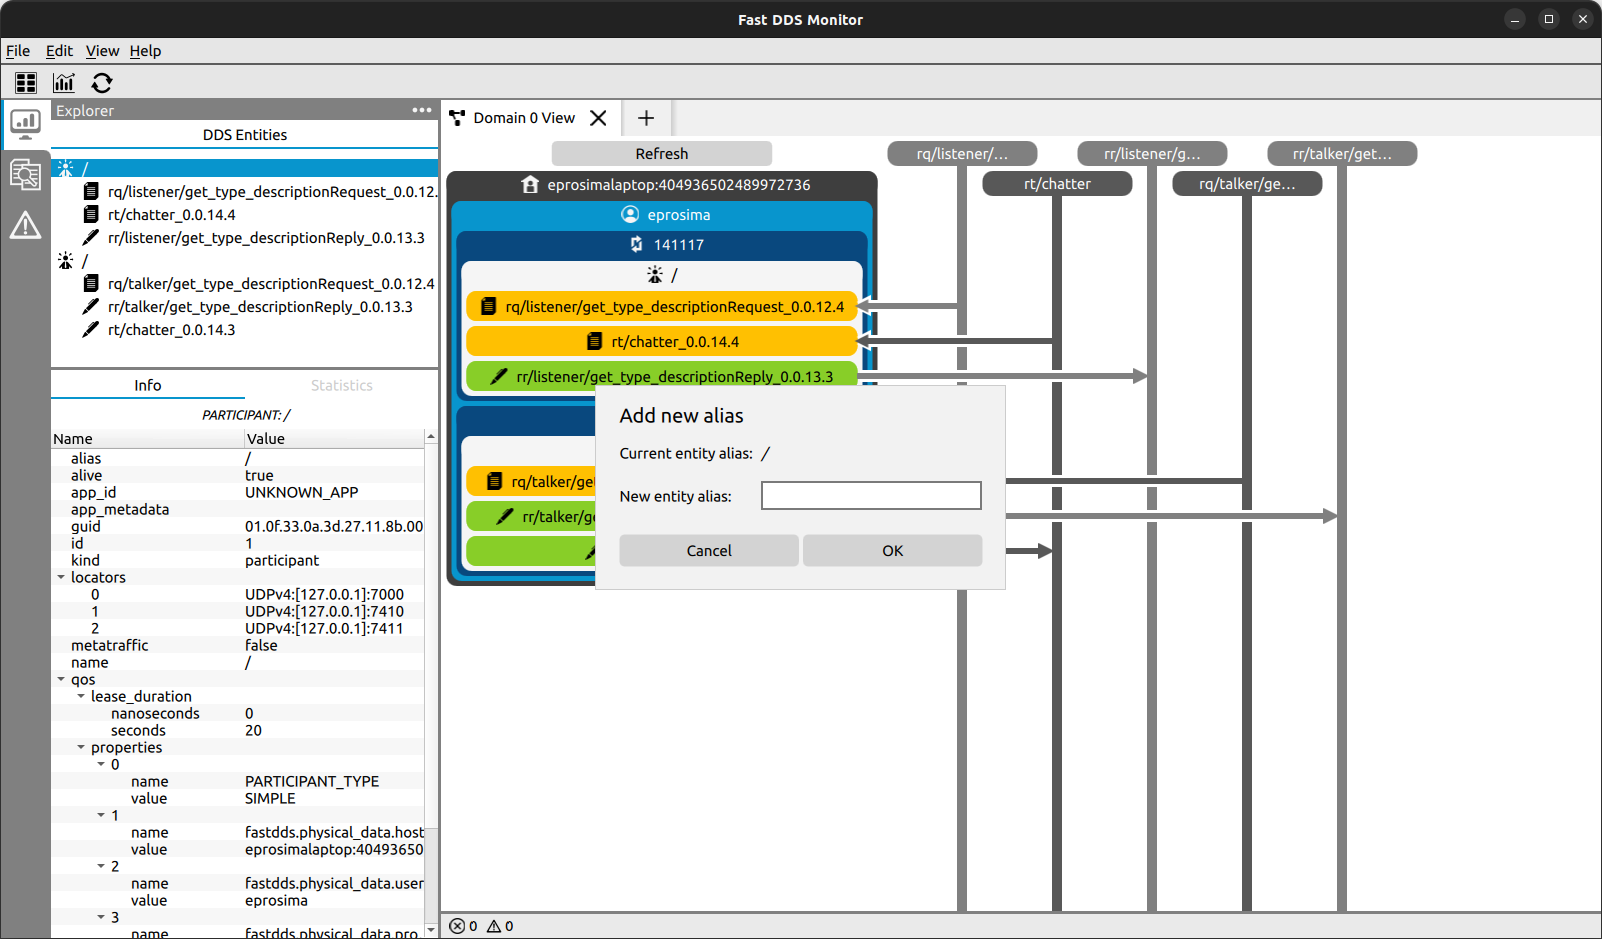 Fast DDS Monitor
File Edit View Help
Explorer
DDS Entities
/
rq/listener/get_type_descriptionRequest_0.0.12.
rt/chatter_0.0.14.4
rr/listener/get_type_descriptionReply_0.0.13.3
/
rq/talker/get_type_descriptionRequest_0.0.12.4
rr/talker/get_type_descriptionReply_0.0.13.3
rt/chatter_0.0.14.3
Info Statistics
PARTICIPANT: /
Name Value
alias /
alive true
app_id UNKNOWN_APP
app_metadata
guid 01.0f.33.0a.3d.27.11.8b.00
id 1
kind participant
locators
0 UDPv4:[127.0.0.1]:7000
1 UDPv4:[127.0.0.1]:7410
2 UDPv4:[127.0.0.1]:7411
metatraffic false
name /
qos
lease_duration
nanoseconds 0
seconds 20
properties
0
name PARTICIPANT_TYPE
value SIMPLE
1
name fastdds.physical_data.host
value eprosimalaptop:40493650
2
name fastdds.physical_data.user
value eprosima
3
name fastdds.physical_data.pro
Domain 0 View
Refresh
rq/listener/... rr/listener/g... rr/talker/get...
rt/chatter rq/talker/ge...
eprosimalaptop:404936502489972736
eprosima
141117
/
rq/listener/get_type_descriptionRequest_0.0.12.4
rt/chatter_0.0.14.4
rr/listener/get_type_descriptionReply_0.0.13.3
rq/talker/get
rr/talker/ge
Add new alias
Current entity alias: /
New entity alias:
Cancel OK
0 0